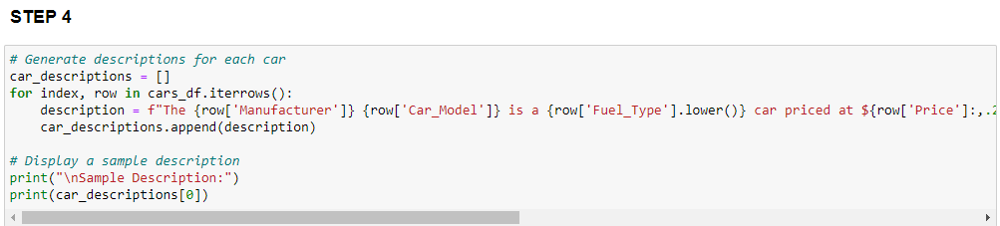 STEP 4
# Generate descriptions for each car
car_descriptions = []
for index, row in cars_df.iterrows():
    description = f"The {row['Manufacturer']} {row['Car_Model']} is a {row['Fuel_Type'].lower()} car priced at ${row['Price']:,.2
    car_descriptions.append(description)
# Display a sample description
print("\nSample Description:")
print(car_descriptions[0])